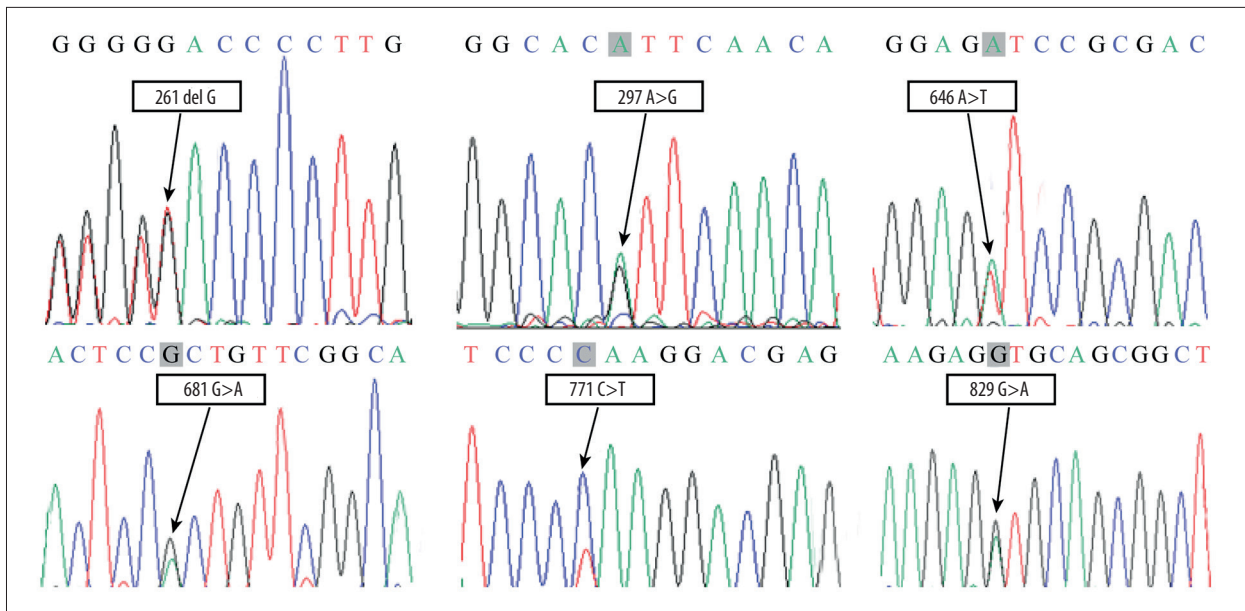 G G G G G A C C C C T T G
261 del G
G G C A C A T T C A A C A
297 A>G
G G A G A T C C G C G A C
646 A>T
A C T C C G C T G T T C G G C A
681 G>A
T C C C C A A G G A C G A G
771 C>T
A A G A G G T G C A G C G G C T
829 G>A